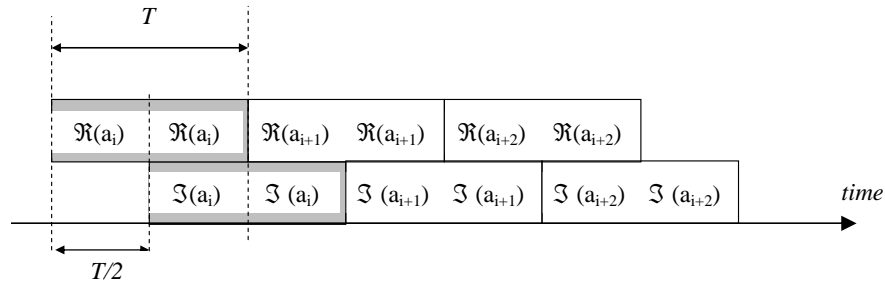 T
ℜ(aᵢ) ℜ(aᵢ) ℜ(aᵢ₊₁) ℜ(aᵢ₊₁) ℜ(aᵢ₊₂) ℜ(aᵢ₊₂)
ℑ(aᵢ) ℑ (aᵢ) ℑ (aᵢ₊₁) ℑ (aᵢ₊₁) ℑ (aᵢ₊₂) ℑ (aᵢ₊₂)
time
T/2